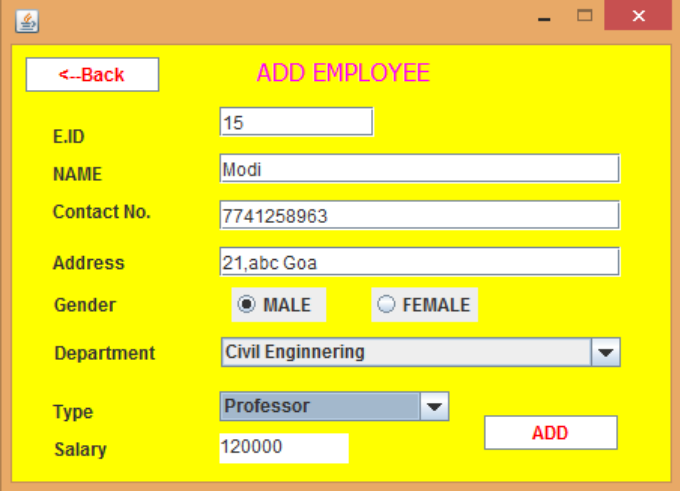 <--Back ADD EMPLOYEE
E.ID 15
NAME Modi
Contact No. 7741258963
Address 21,abc Goa
Gender MALE FEMALE
Department Civil Enginnering
Type Professor
ADD
Salary 120000